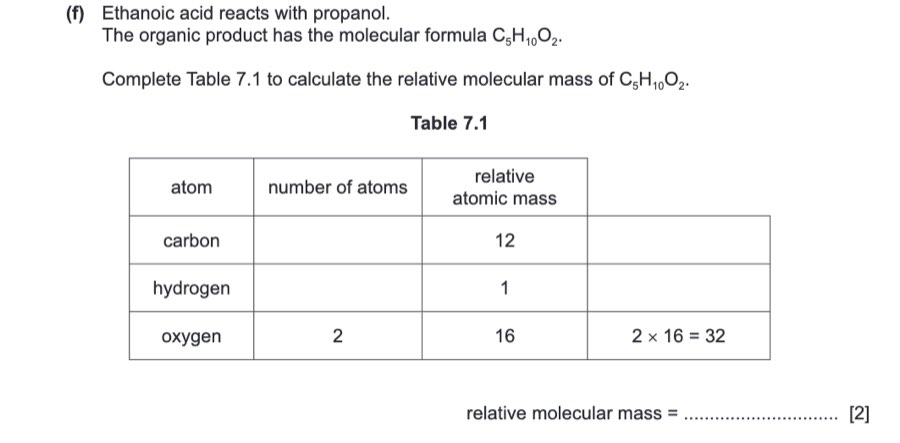 (f) Ethanoic acid reacts with propanol.
The organic product has the molecular formula C₅H₁₀O₂.
Complete Table 7.1 to calculate the relative molecular mass of C₅H₁₀O₂.
Table 7.1
atom number of atoms relative atomic mass
carbon 12
hydrogen 1
oxygen 2 16 2 × 16 = 32
relative molecular mass = .............................. [2]